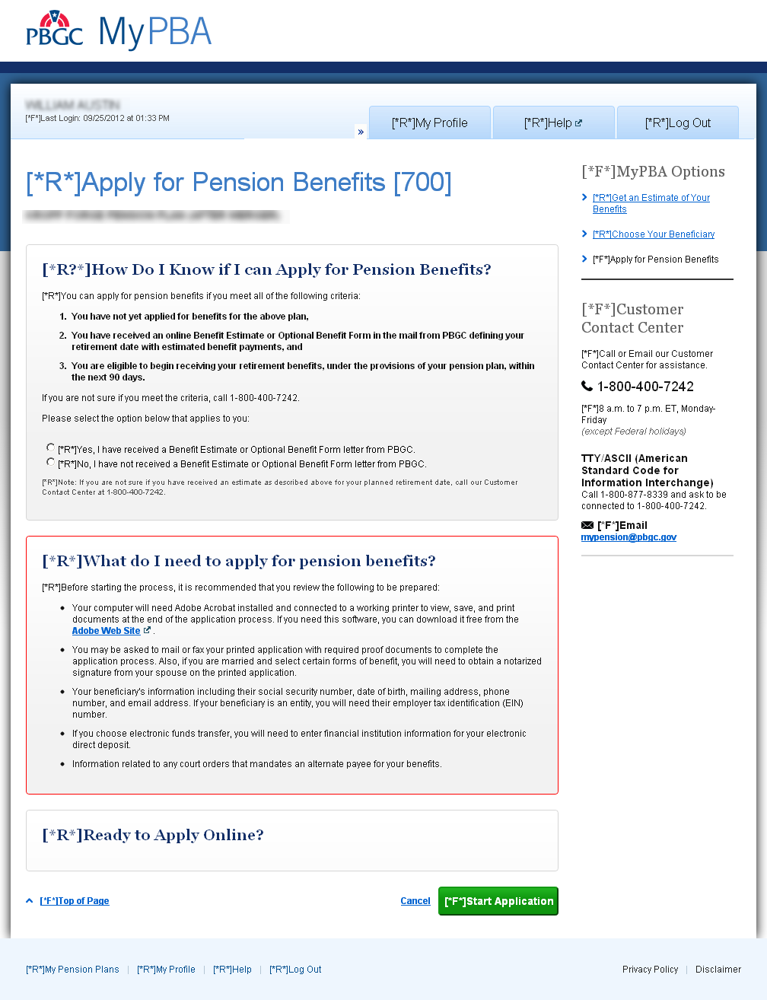 PBGC MyPBA
[*F*]Last Login: 09/25/2012 at 01:33 PM
»
[*R*]My Profile
[*R*]Help
[*R*]Log Out
[*R*]Apply for Pension Benefits [700]
[*R?*]How Do I Know if I can Apply for Pension Benefits?
[*R*]You can apply for pension benefits if you meet all of the following criteria:
1. You have not yet applied for benefits for the above plan,
2. You have received an online Benefit Estimate or Optional Benefit Form in the mail from PBGC defining your
retirement date with estimated benefit payments, and
3. You are eligible to begin receiving your retirement benefits, under the provisions of your pension plan, within
the next 90 days.
If you are not sure if you meet the criteria, call 1-800-400-7242.
Please select the option below that applies to you:
[*R*]Yes, I have received a Benefit Estimate or Optional Benefit Form letter from PBGC.
[*R*]No, I have not received a Benefit Estimate or Optional Benefit Form letter from PBGC.
[*R*]Note: If you are not sure if you have received an estimate as described above for your planned retirement date, call our Customer
Contact Center at 1-800-400-7242.
[*R*]What do I need to apply for pension benefits?
[*R*]Before starting the process, it is recommended that you review the following to be prepared:
• Your computer will need Adobe Acrobat installed and connected to a working printer to view, save, and print
documents at the end of the application process. If you need this software, you can download it free from the
Adobe Web Site .
• You may be asked to mail or fax your printed application with required proof documents to complete the
application process. Also, if you are married and select certain forms of benefit, you will need to obtain a notarized
signature from your spouse on the printed application.
• Your beneficiary's information including their social security number, date of birth, mailing address, phone
number, and email address. If your beneficiary is an entity, you will need their employer tax identification (EIN)
number.
• If you choose electronic funds transfer, you will need to enter financial institution information for your electronic
direct deposit.
• Information related to any court orders that mandates an alternate payee for your benefits.
[*R*]Ready to Apply Online?
[*F*]Top of Page
Cancel
[*F*]Start Application
[*F*]MyPBA Options
[*R*]Get an Estimate of Your
Benefits
[*R*]Choose Your Beneficiary
[*F*]Apply for Pension Benefits
[*F*]Customer
Contact Center
[*F*]Call or Email our Customer
Contact Center for assistance.
1-800-400-7242
[*F*]8 a.m. to 7 p.m. ET, Monday-
Friday
(except Federal holidays)
TTY/ASCII (American
Standard Code for
Information Interchange)
Call 1-800-877-8339 and ask to be
connected to 1-800-400-7242.
[*F*]Email
mypension@pbgc.gov
[*R*]My Pension Plans | [*R*]My Profile | [*R*]Help | [*R*]Log Out
Privacy Policy | Disclaimer